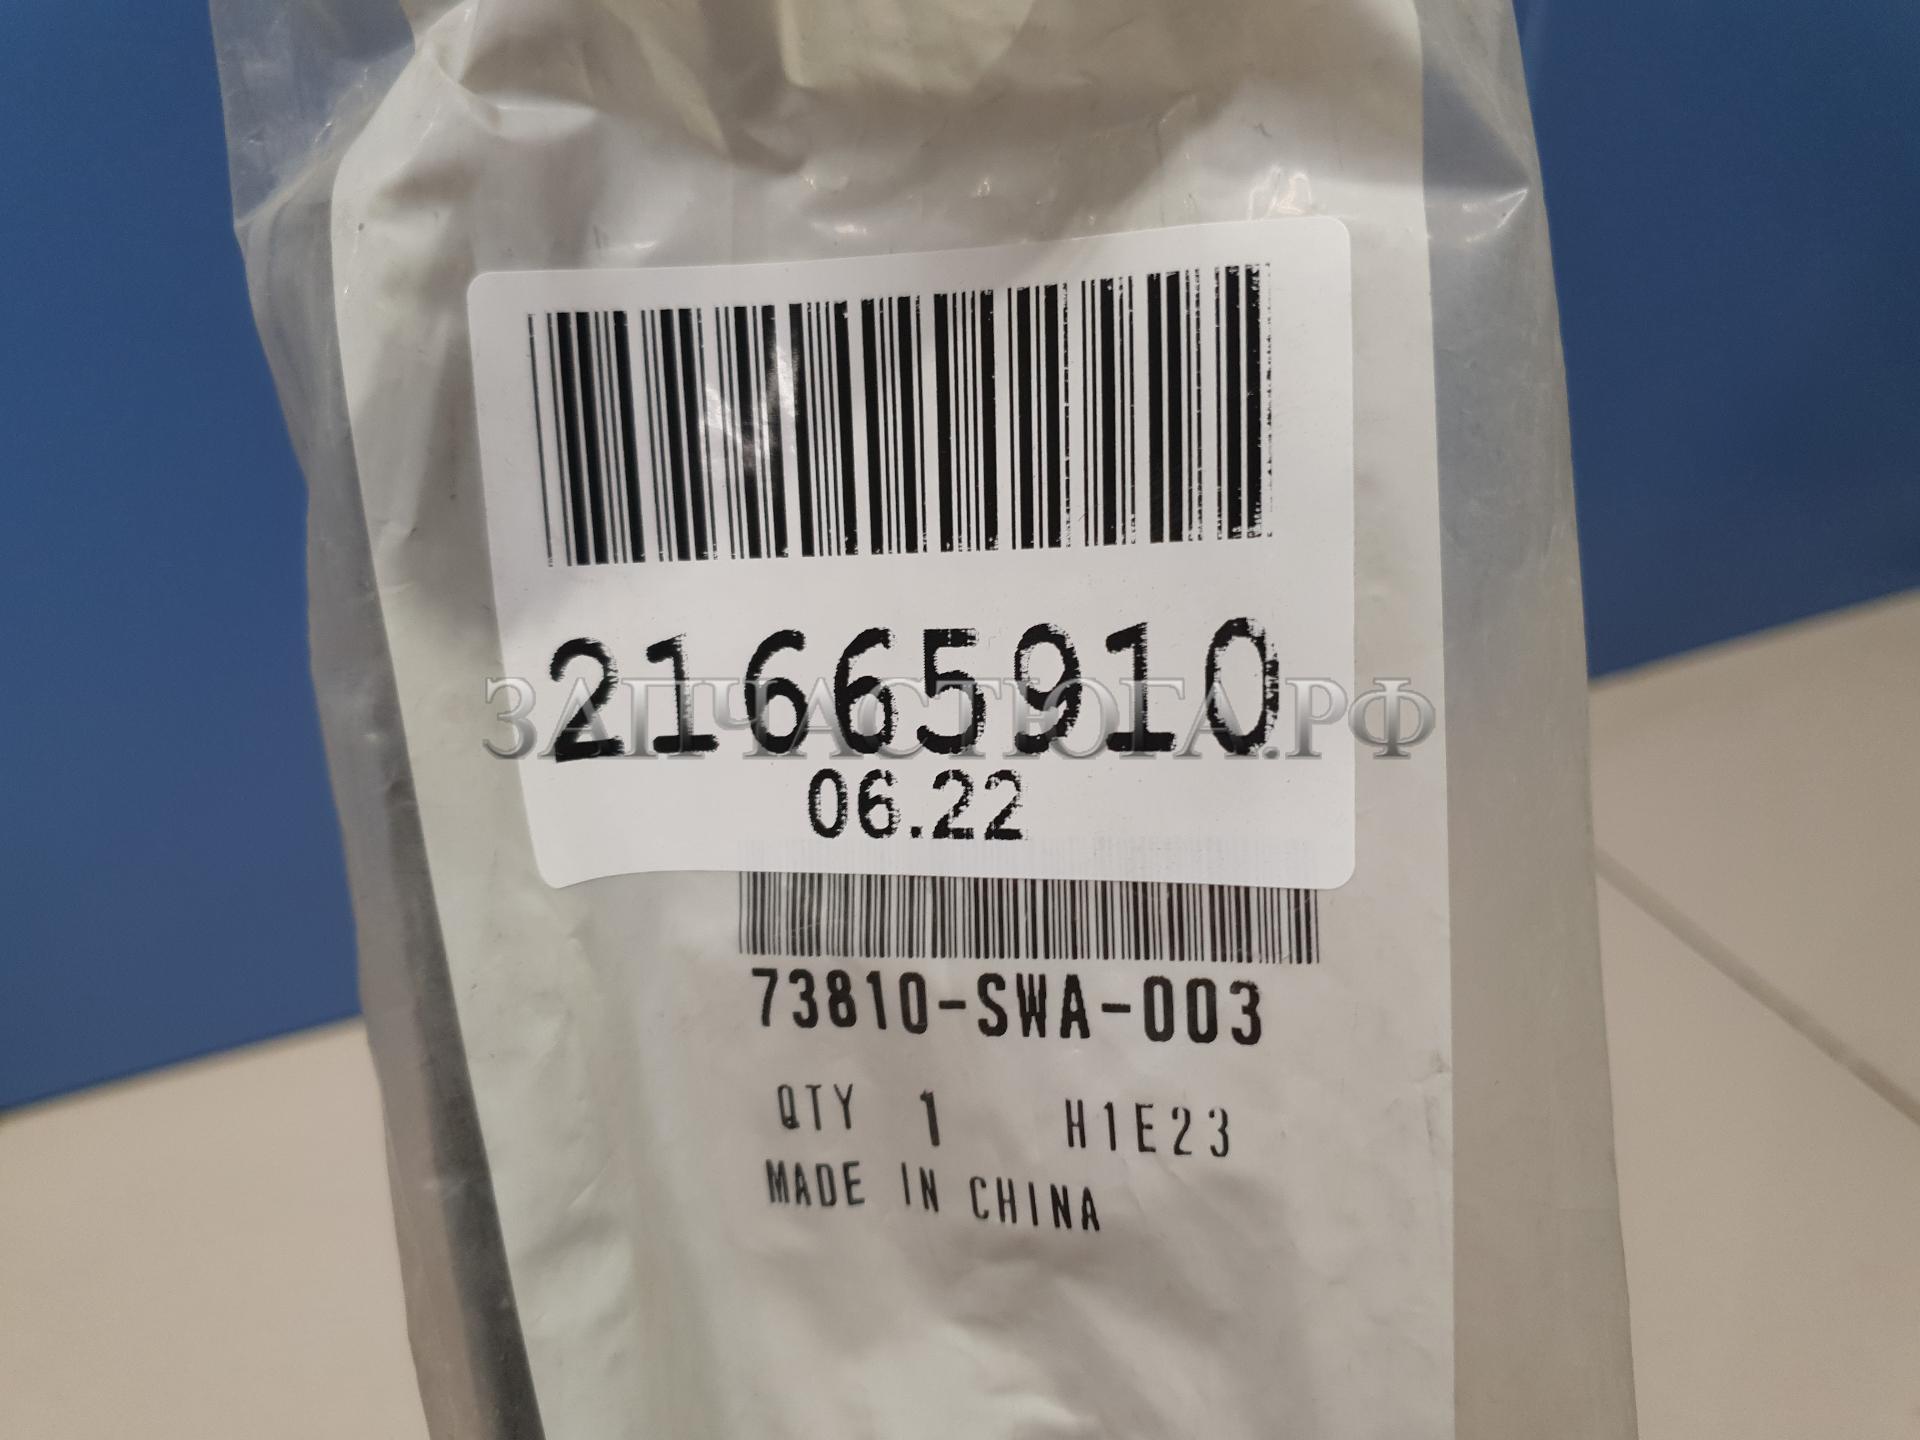 21665910
ЗАПЧАСТЮГА.РФ
06.22
73810-SWA-003
QTY 1 H1E23
MADE IN CHINA